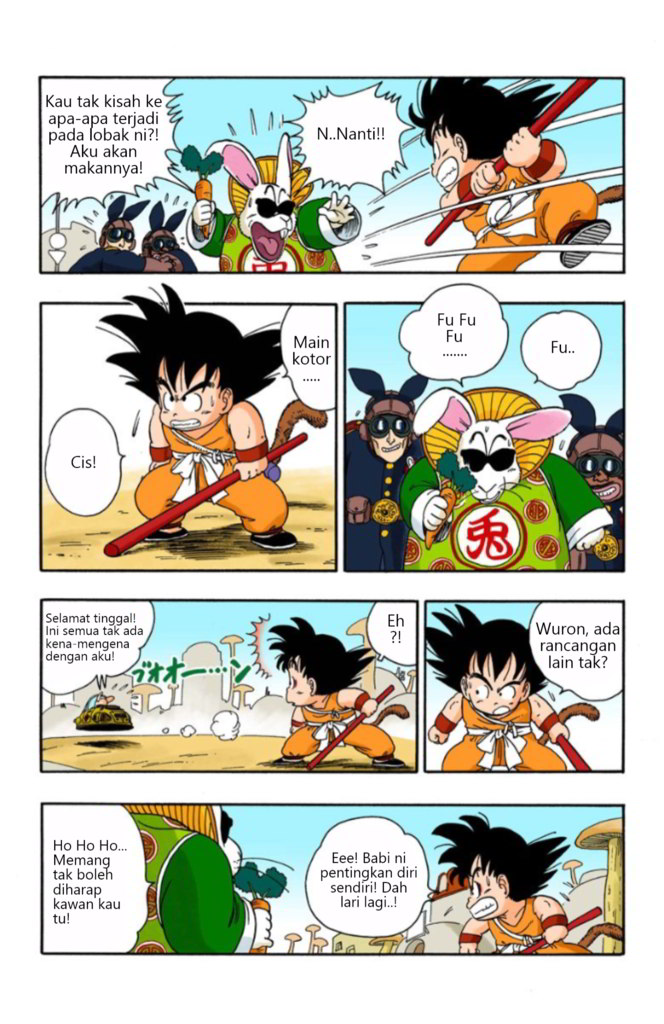 Kau tak kisah ke
apa-apa terjadi
pada lobak ni?!
Aku akan
makannya!
N..Nanti!!
Main
kotor
.....
Cis!
Fu Fu
Fu
.......
Fu..
兎
Selamat tinggal!
Ini semua tak ada
kena-mengena
dengan aku!
ブオオー…ン
Eh
?!
Wuron, ada
rancangan
lain tak?
Ho Ho Ho...
Memang
tak boleh
diharap
kawan kau
tu!
Eee! Babi ni
pentingkan diri
sendiri! Dah
lari lagi..!